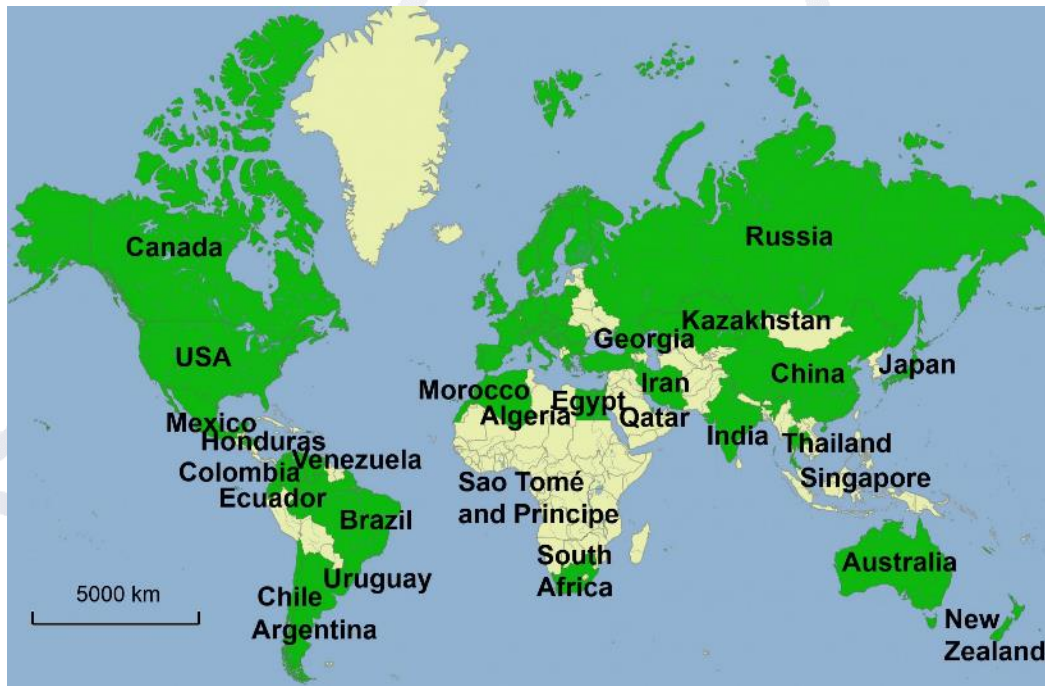 Canada
Russia
USA
Georgia
Kazakhstan
Japan
China
Morocco
Algeria
Egypt
Iran
Qatar
India
Thailand
Singapore
Mexico
Honduras
Venezuela
Colombia
Ecuador
Brazil
Sao Tomé
and Principe
South
Africa
Uruguay
Chile
Argentina
Australia
New
Zealand
5000 km